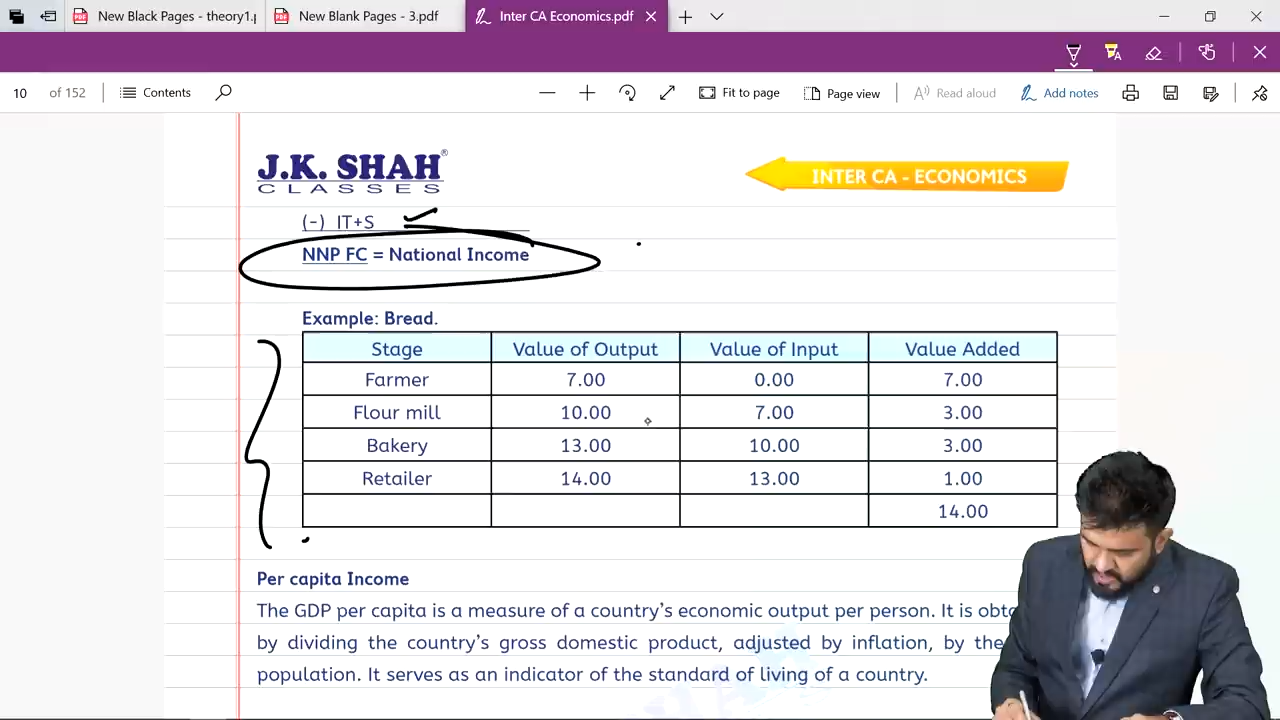 New Black Pages - theory1.p
New Blank Pages - 3.pdf
Inter CA Economics.pdf
10 of 152
Contents
Fit to page
Page view
Read aloud
Add notes
J.K. SHAH®
CLASSES
INTER CA - ECONOMICS
(-) IT+S
NNP FC = National Income
Example: Bread.
Stage Value of Output Value of Input Value Added
Farmer 7.00 0.00 7.00
Flour mill 10.00 7.00 3.00
Bakery 13.00 10.00 3.00
Retailer 14.00 13.00 1.00
14.00
Per capita Income
The GDP per capita is a measure of a country's economic output per person. It is
by dividing the country's gross domestic product, adjusted by inflation, by the
population. It serves as an indicator of the standard of living of a country.